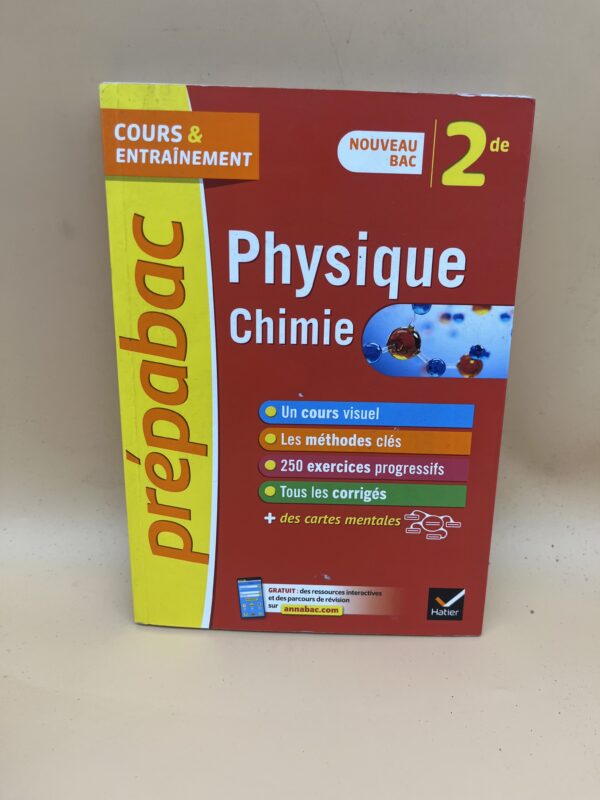 COURS &
ENTRAÎNEMENT
NOUVEAU
BAC
2de
prépabac
Physique
Chimie
Un cours visuel
Les méthodes clés
250 exercices progressifs
Tous les corrigés
+ des cartes mentales
GRATUIT : des ressources interactives
et des parcours de révision
sur annabac.com
Hatier